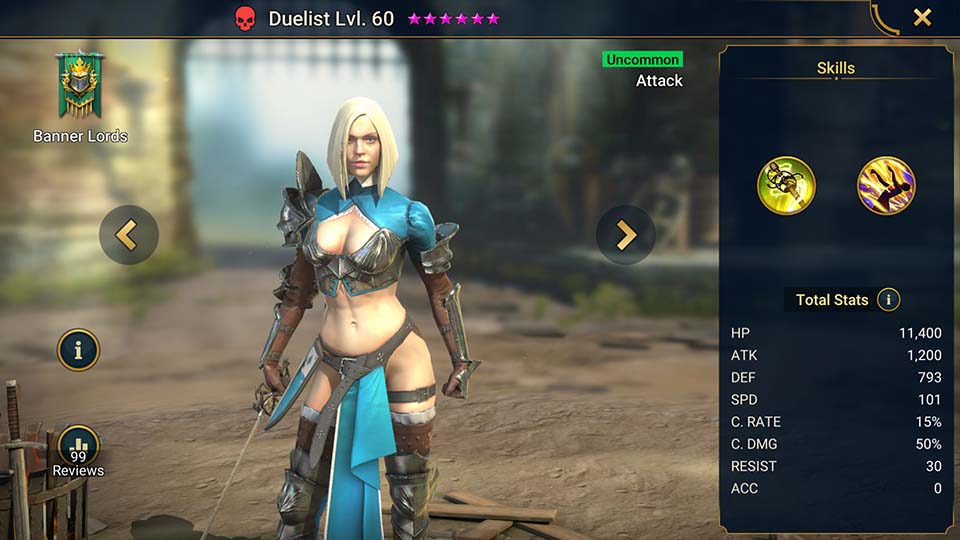 Duelist Lvl. 60
Banner Lords
Uncommon
Attack
99
Reviews
Skills
Total Stats i
HP 11,400
ATK 1,200
DEF 793
SPD 101
C. RATE 15%
C. DMG 50%
RESIST 30
ACC 0